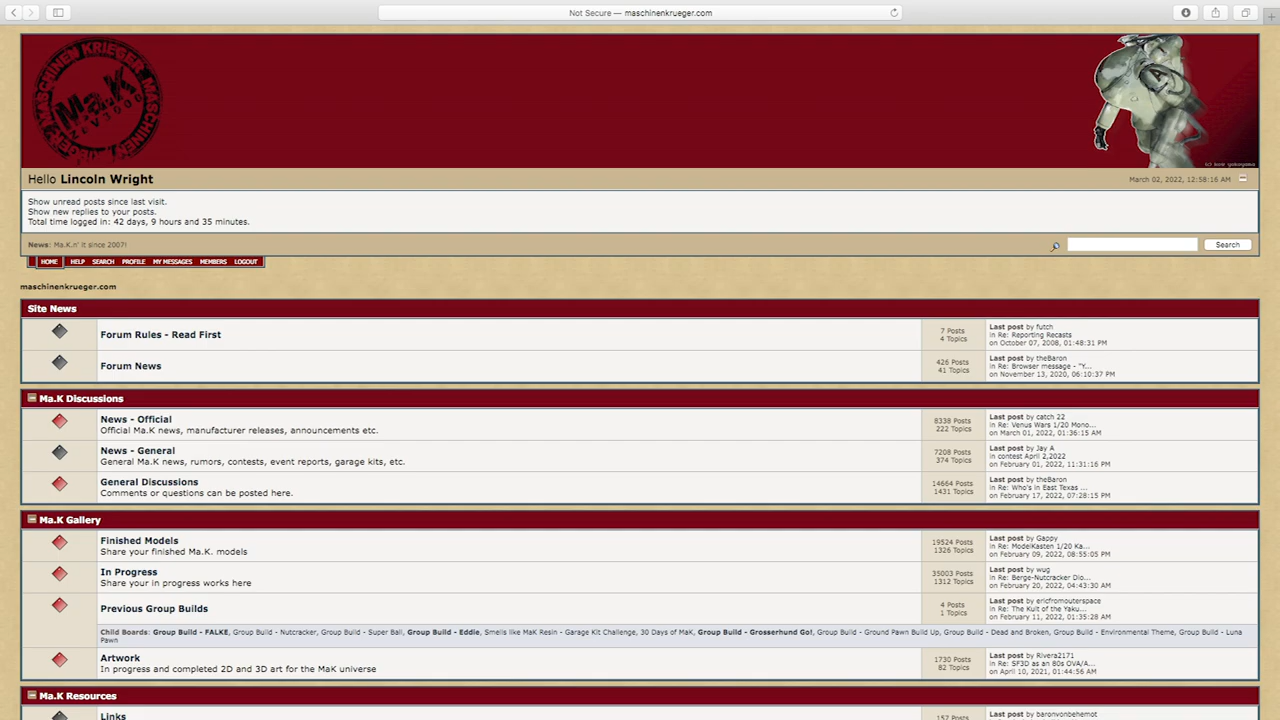 Not Secure — maschinenkrueger.com
MASCHINEN KRIEGER
Ma.K
Hello Lincoln Wright
March 02, 2022, 12:58:16 AM
Show unread posts since last visit.
Show new replies to your posts.
Total time logged in: 42 days, 9 hours and 35 minutes.
News: Ma.K.n' it since 2007!
Search
HOME HELP SEARCH PROFILE MY MESSAGES MEMBERS LOGOUT
maschinenkrueger.com
Site News
Forum Rules - Read First
7 Posts
4 Topics
Last post by futch
in Re: Reporting Recasts
on October 07, 2008, 01:48:31 PM
Forum News
426 Posts
41 Topics
Last post by theBaron
in Re: Browser message - "Y...
on November 13, 2020, 06:10:37 PM
Ma.K Discussions
News - Official
Official Ma.K news, manufacturer releases, announcements etc.
8338 Posts
222 Topics
Last post by catch 22
in Re: Venus Wars 1/20 Mono...
on March 01, 2022, 01:36:15 AM
News - General
General Ma.K news, rumors, contests, event reports, garage kits, etc.
7208 Posts
374 Topics
Last post by Jay A
in contest April 2,2022
on February 01, 2022, 11:31:16 PM
General Discussions
Comments or questions can be posted here.
14664 Posts
1431 Topics
Last post by theBaron
in Re: Who's in East Texas ...
on February 17, 2022, 07:28:15 PM
Ma.K Gallery
Finished Models
Share your finished Ma.K. models
19524 Posts
1326 Topics
Last post by Gappy
in Re: ModelKasten 1/20 Ka...
on February 09, 2022, 08:55:05 PM
In Progress
Share your in progress works here
35003 Posts
1312 Topics
Last post by wug
in Re: Berge-Nutcracker Dio...
on February 20, 2022, 04:43:30 AM
Previous Group Builds
4 Posts
1 Topics
Last post by ericfromouterspace
in Re: The Kult of the Yaku...
on February 11, 2022, 01:35:28 AM
Child Boards: Group Build - FALKE, Group Build - Nutcracker, Group Build - Super Ball, Group Build - Eddie, Smells like MaK Resin - Garage Kit Challenge, 30 Days of MaK, Group Build - Grosserhund Go!, Group Build - Ground Pawn Build Up, Group Build - Dead and Broken, Group Build - Environmental Theme, Group Build - Luna
Pawn
Artwork
In progress and completed 2D and 3D art for the MaK universe
1730 Posts
82 Topics
Last post by Rivera2171
in Re: SF3D as an 80s OVA/A...
on April 10, 2021, 01:44:56 AM
Ma.K Resources
Links
157 Posts
Last post by baronvonbehemot